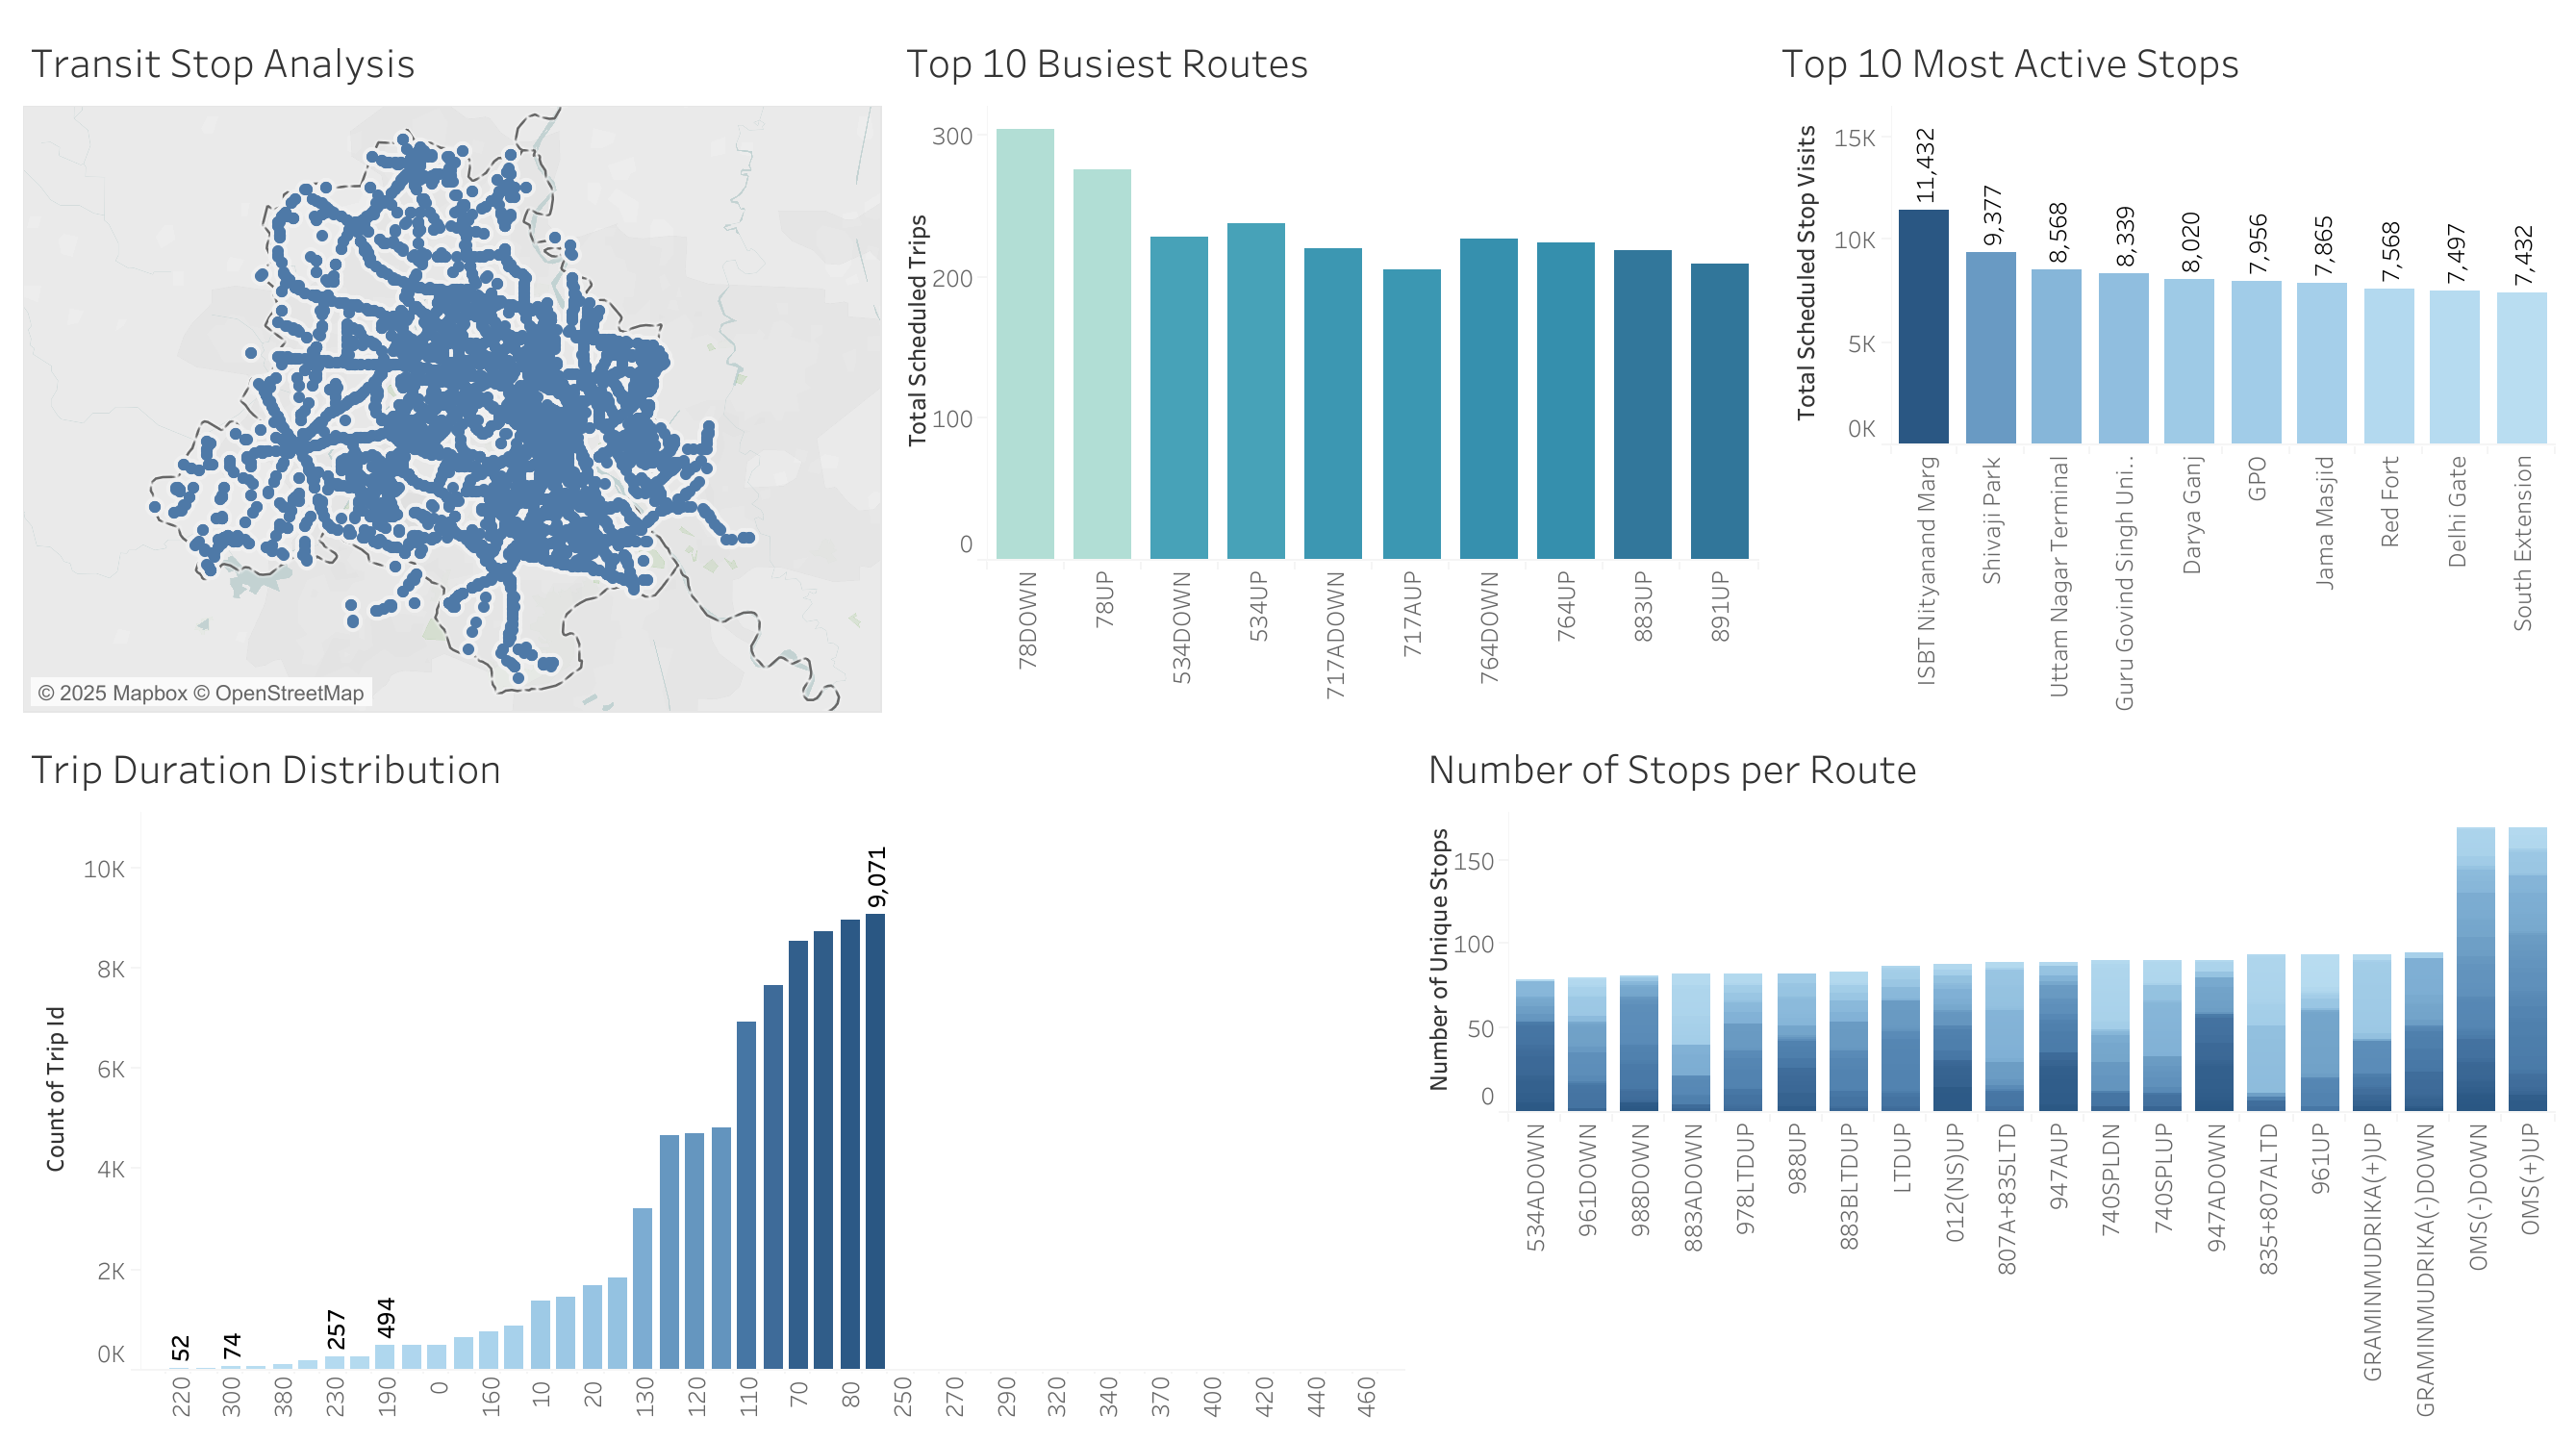 Transit Stop Analysis
© 2025 Mapbox © OpenStreetMap
Top 10 Busiest Routes
Total Scheduled Trips
300
200
100
0
78DOWN
78UP
534DOWN
534UP
717ADOWN
717AUP
764DOWN
764UP
883UP
891UP
Top 10 Most Active Stops
Total Scheduled Stop Visits
15K
10K
5K
0K
11,432
9,377
8,568
8,339
8,020
7,956
7,865
7,568
7,497
7,432
ISBT Nityanand Marg
Shivaji Park
Uttam Nagar Terminal
Guru Govind Singh Uni..
Darya Ganj
GPO
Jama Masjid
Red Fort
Delhi Gate
South Extension
Trip Duration Distribution
Count of Trip Id
10K
8K
6K
4K
2K
0K
52
74
257
494
9,071
220
300
380
230
190
0
160
10
20
130
120
110
70
80
250
270
290
320
340
370
400
420
440
460
Number of Stops per Route
Number of Unique Stops
150
100
50
0
534ADOWN
961DOWN
988DOWN
883ADOWN
978LTDUP
988UP
883BLTDUP
LTDUP
012(NS)UP
807A+835LTD
947AUP
740SPLDN
740SPLUP
947ADOWN
835+807ALTD
961UP
GRAMINMUDRIKA(+)UP
GRAMINMUDRIKA(-)DOWN
OMS(-)DOWN
OMS(+)UP